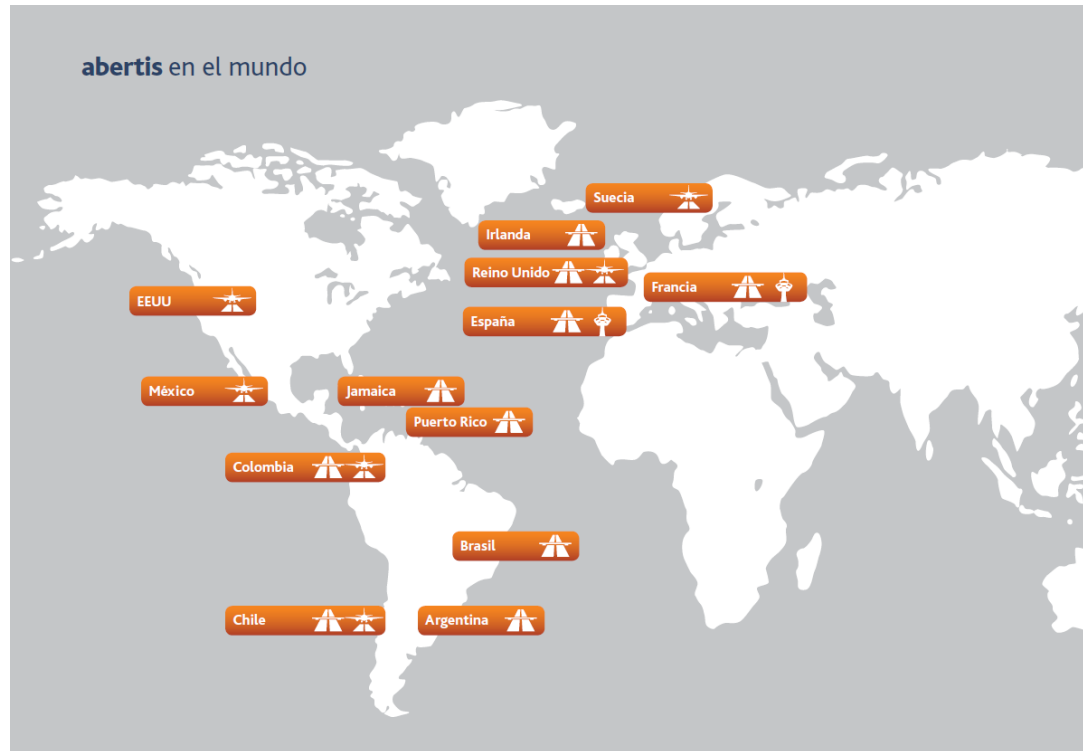 abertis en el mundo
Suecia
Irlanda
Reino Unido
Francia
EEUU
España
México
Jamaica
Puerto Rico
Colombia
Brasil
Chile
Argentina